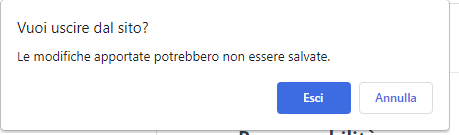 Vuoi uscire dal sito?
Le modifiche apportate potrebbero non essere salvate.
Esci Annulla